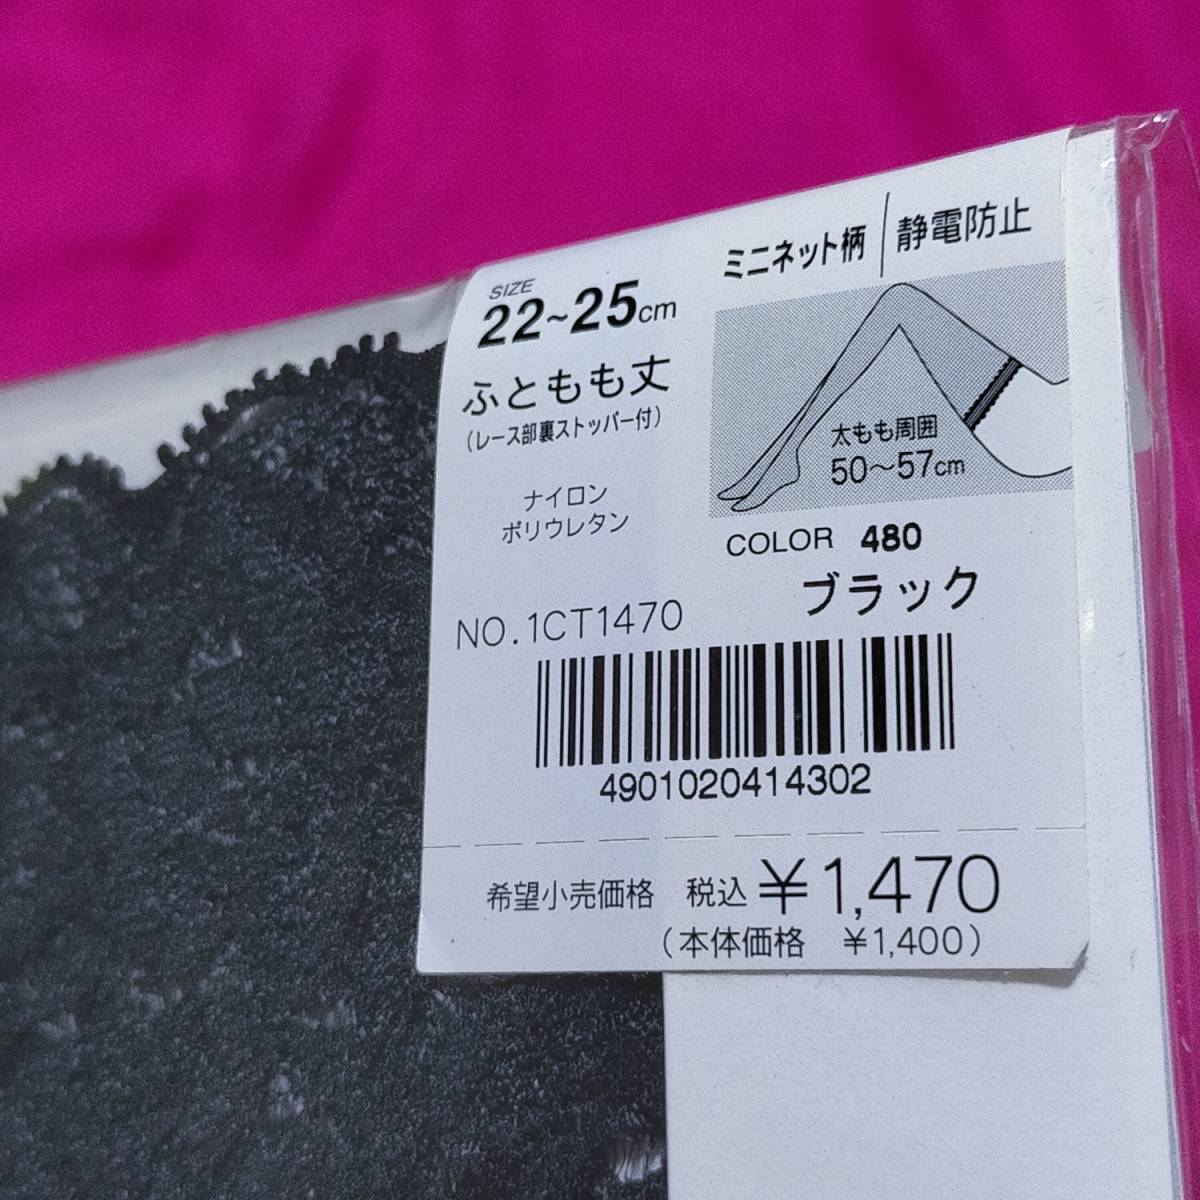 SIZE
22~25cm
ふともも丈
(レース部裏ストッパー付)
ナイロン
ポリウレタン
ミニネット柄 | 静電防止
太もも周囲
50～57cm
COLOR 480
ブラック
NO.1CT1470
4901020414302
希望小売価格 税込 ￥1,470
(本体価格 ￥1,400)